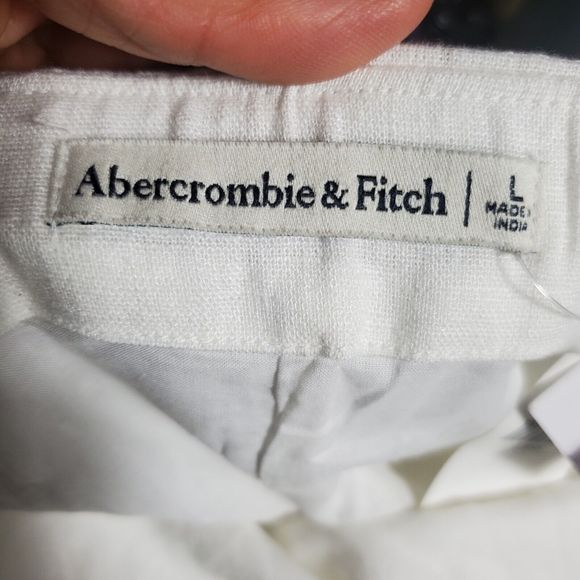 Abercrombie & Fitch | L
MADE IN
INDIA